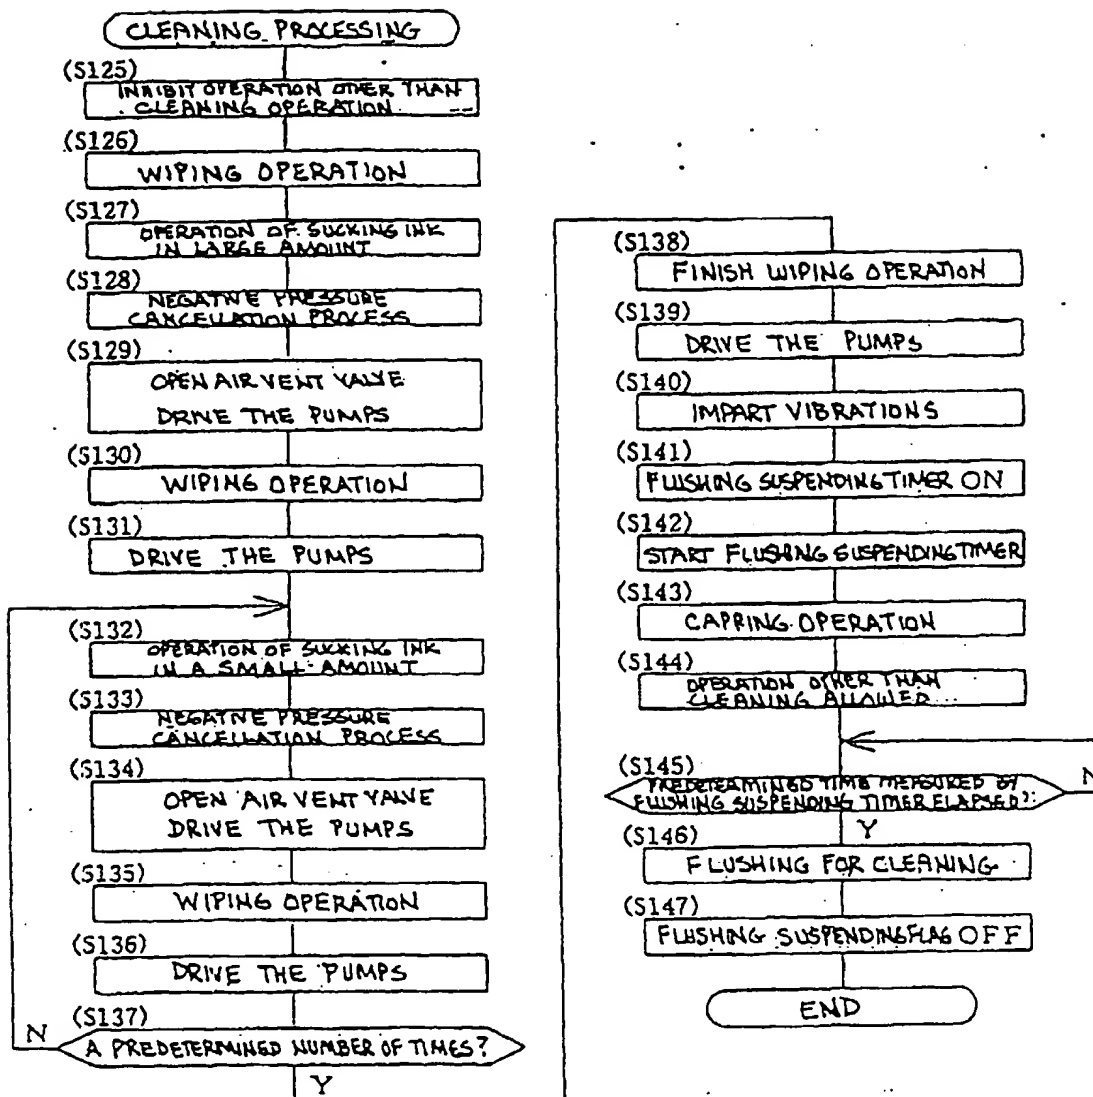 CLEANING PROCESSING
(S125)
INHIBIT OPERATION OTHER THAN
CLEANING OPERATION
(S126)
WIPING OPERATION
(S127)
OPERATION OF SUCKING INK
IN LARGE AMOUNT
(S128)
NEGATIVE PRESSURE
CANCELLATION PROCESS
(S129)
OPEN AIR VENT VALVE
DRIVE THE PUMPS
(S130)
WIPING OPERATION
(S131)
DRIVE THE PUMPS
(S132)
OPERATION OF SUCKING INK
IN A SMALL AMOUNT
(S133)
NEGATIVE PRESSURE
CANCELLATION PROCESS
(S134)
OPEN AIR VENT VALVE
DRIVE THE PUMPS
(S135)
WIPING OPERATION
(S136)
DRIVE THE PUMPS
(S137)
N
A PREDETERMINED NUMBER OF TIMES?
Y
(S138)
FINISH WIPING OPERATION
(S139)
DRIVE THE PUMPS
(S140)
IMPART VIBRATIONS
(S141)
FLUSHING SUSPENDING TIMER ON
(S142)
START FLUSHING SUSPENDING TIMER
(S143)
CAPPING OPERATION
(S144)
OPERATION OTHER THAN
CLEANING ALLOWED
(S145)
PREDETERMINED TIME MEASURED BY
FLUSHING SUSPENDING TIMER ELAPSED?
N
Y
(S146)
FLUSHING FOR CLEANING
(S147)
FLUSHING SUSPENDING FLAG OFF
END